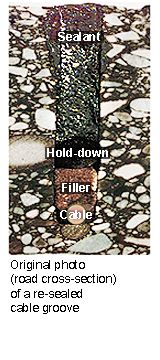 Sealant
Hold-down
Filler
Cable
Original photo
(road cross-section)
of a re-sealed
cable groove